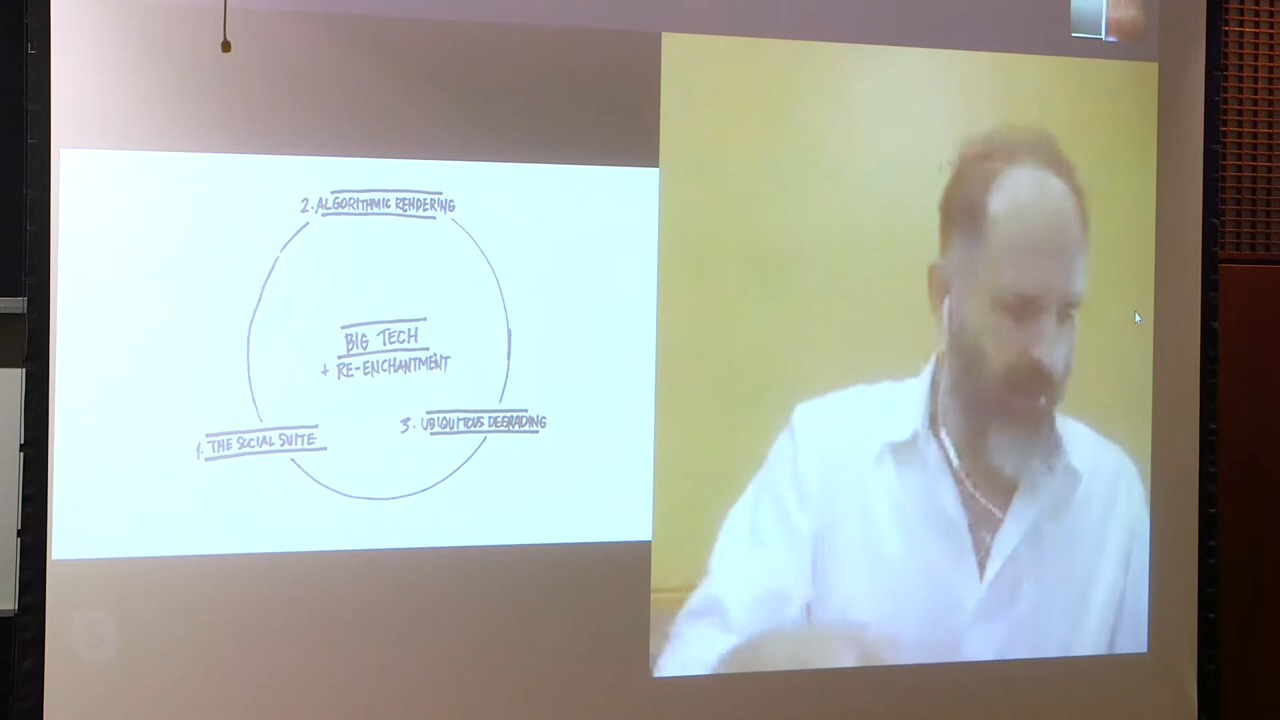 2. ALGORITHMIC RENDERING
BIG TECH
+ RE-ENCHANTMENT
3. UBIQUITOUS DEGRADING
1. THE SOCIAL SUITE